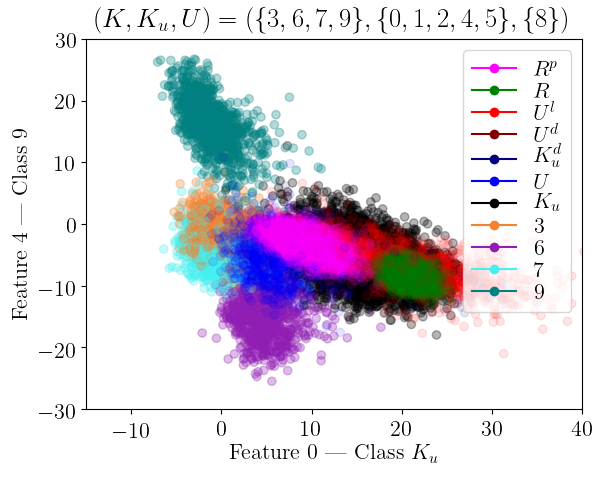 (K, K_u, U) = ({3, 6, 7, 9}, {0, 1, 2, 4, 5}, {8})
30
20
10
0
−10
−20
−30
Feature 4 — Class 9
R^p
R
U^l
U^d
K_u^d
U
K_u
3
6
7
9
−10
0
10
20
30
40
Feature 0 — Class K_u